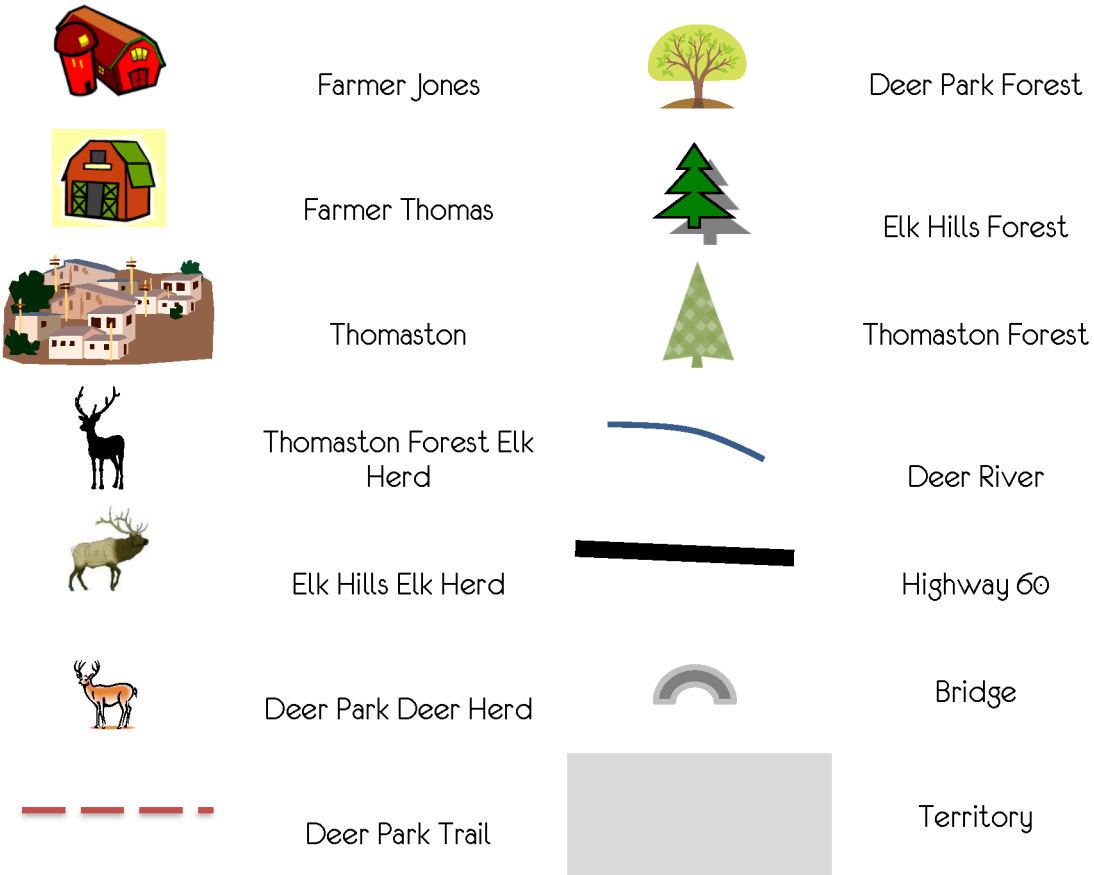 Farmer Jones
Deer Park Forest
Farmer Thomas
Elk Hills Forest
Thomaston
Thomaston Forest
Thomaston Forest Elk
Herd
Deer River
Elk Hills Elk Herd
Highway 60
Deer Park Deer Herd
Bridge
Deer Park Trail
Territory